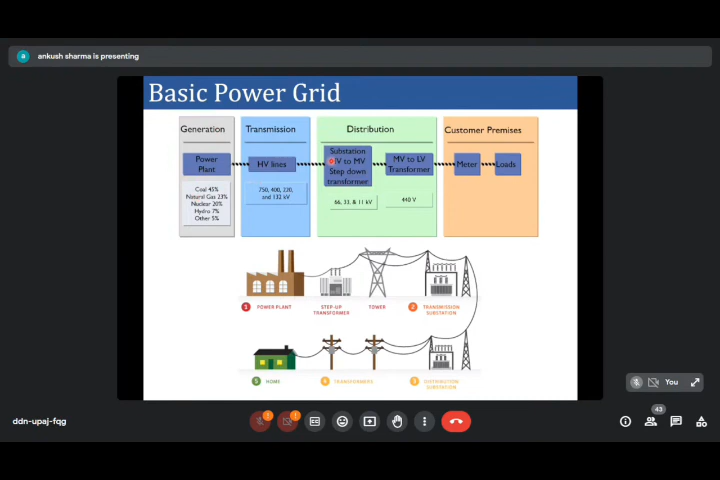 a ankush sharma is presenting
Basic Power Grid
Generation
Transmission
Distribution
Customer Premises
Power
Plant
HV lines
Substation
HV to MV
Step down
transformer
MV to LV
Transformer
Meter
Loads
Coal 45%
Natural Gas 23%
Nuclear 20%
Hydro 7%
Other 5%
750, 400, 220,
and 132 kV
66, 33, & 11 kV
440 V
1 POWER PLANT
STEP-UP
TRANSFORMER
TOWER
2 TRANSMISSION
SUBSTATION
5 HOME
4 TRANSFORMERS
3 DISTRIBUTION
SUBSTATION
You
ddn-upaj-fqg
43